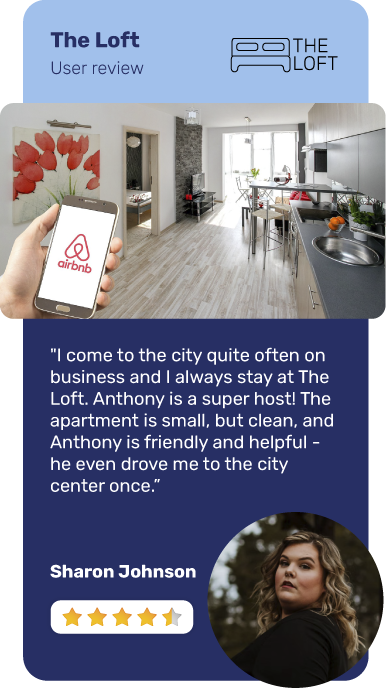 The Loft
User review
THE
LOFT
airbnb
"I come to the city quite often on
business and I always stay at The
Loft. Anthony is a super host! The
apartment is small, but clean, and
Anthony is friendly and helpful -
he even drove me to the city
center once.”
Sharon Johnson